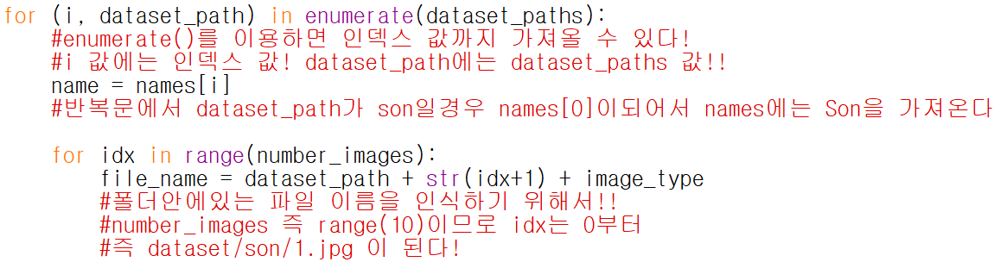 for (i, dataset_path) in enumerate(dataset_paths):
    #enumerate()를 이용하면 인덱스 값까지 가져올 수 있다!
    #i 값에는 인덱스 값! dataset_path에는 dataset_paths 값!!
    name = names[i]
    #반복문에서 dataset_path가 son일경우 names[0]이되어서 names에는 Son을 가져온다

    for idx in range(number_images):
        file_name = dataset_path + str(idx+1) + image_type
        #폴더안에있는 파일 이름을 인식하기 위해서!!
        #number_images 즉 range(10)이므로 idx는 0부터
        #즉 dataset/son/1.jpg 이 된다!